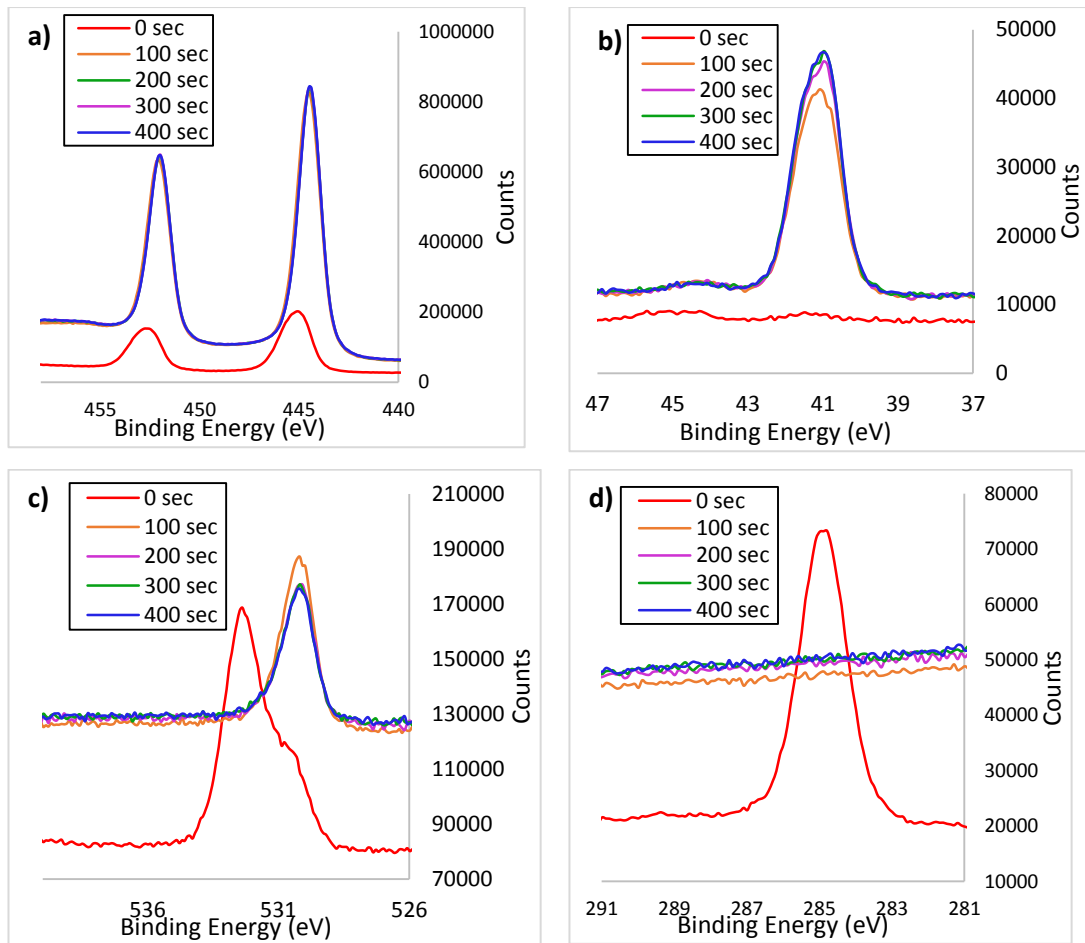 a)
0 sec
100 sec
200 sec
300 sec
400 sec
1000000
800000
600000
400000
200000
0
Counts
455 450 445 440
Binding Energy (eV)
b)
0 sec
100 sec
200 sec
300 sec
400 sec
50000
40000
30000
20000
10000
0
Counts
47 45 43 41 39 37
Binding Energy (eV)
c)
0 sec
100 sec
200 sec
300 sec
400 sec
210000
190000
170000
150000
130000
110000
90000
70000
Counts
536 531 526
Binding Energy (eV)
d)
0 sec
100 sec
200 sec
300 sec
400 sec
80000
70000
60000
50000
40000
30000
20000
10000
Counts
291 289 287 285 283 281
Binding Energy (eV)